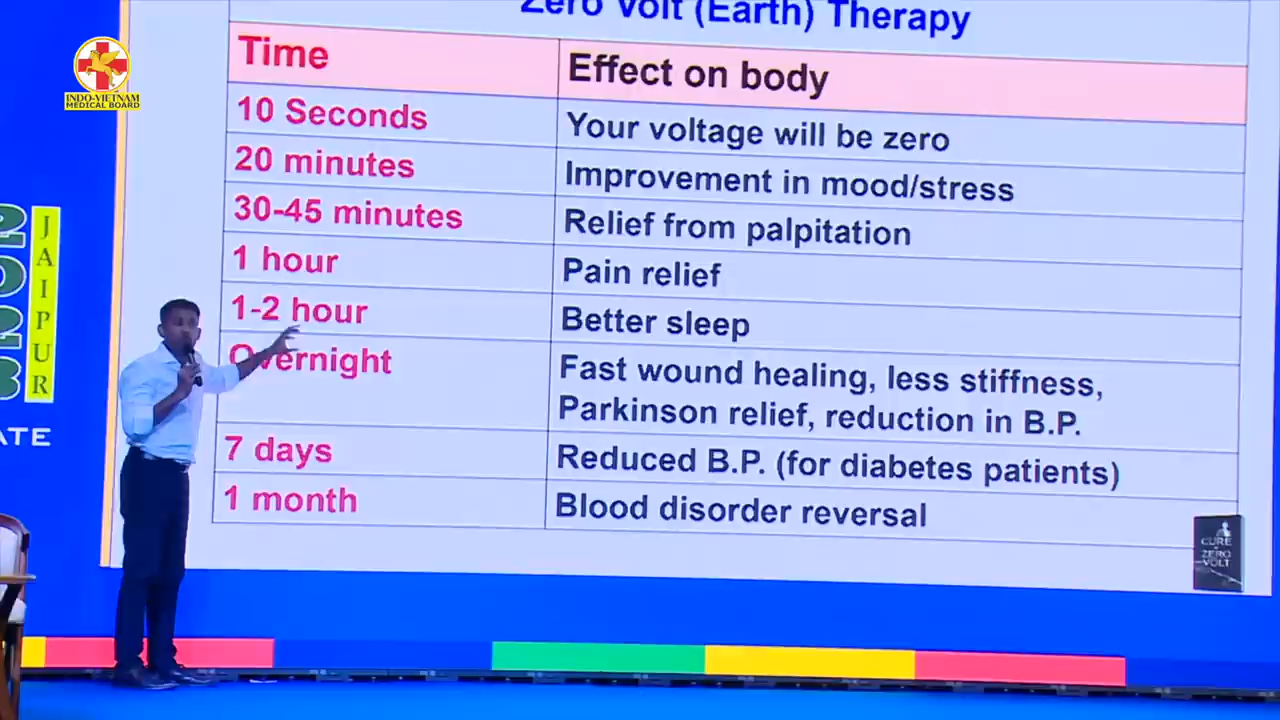 Zero Volt (Earth) Therapy
INDO-VIETNAM
MEDICAL BOARD
Time Effect on body
10 Seconds Your voltage will be zero
20 minutes Improvement in mood/stress
30-45 minutes Relief from palpitation
1 hour Pain relief
1-2 hour Better sleep
Overnight Fast wound healing, less stiffness,
Parkinson relief, reduction in B.P.
7 days Reduced B.P. (for diabetes patients)
1 month Blood disorder reversal
2023
JAIPUR
ATE
CURE
ZERO
VOLT